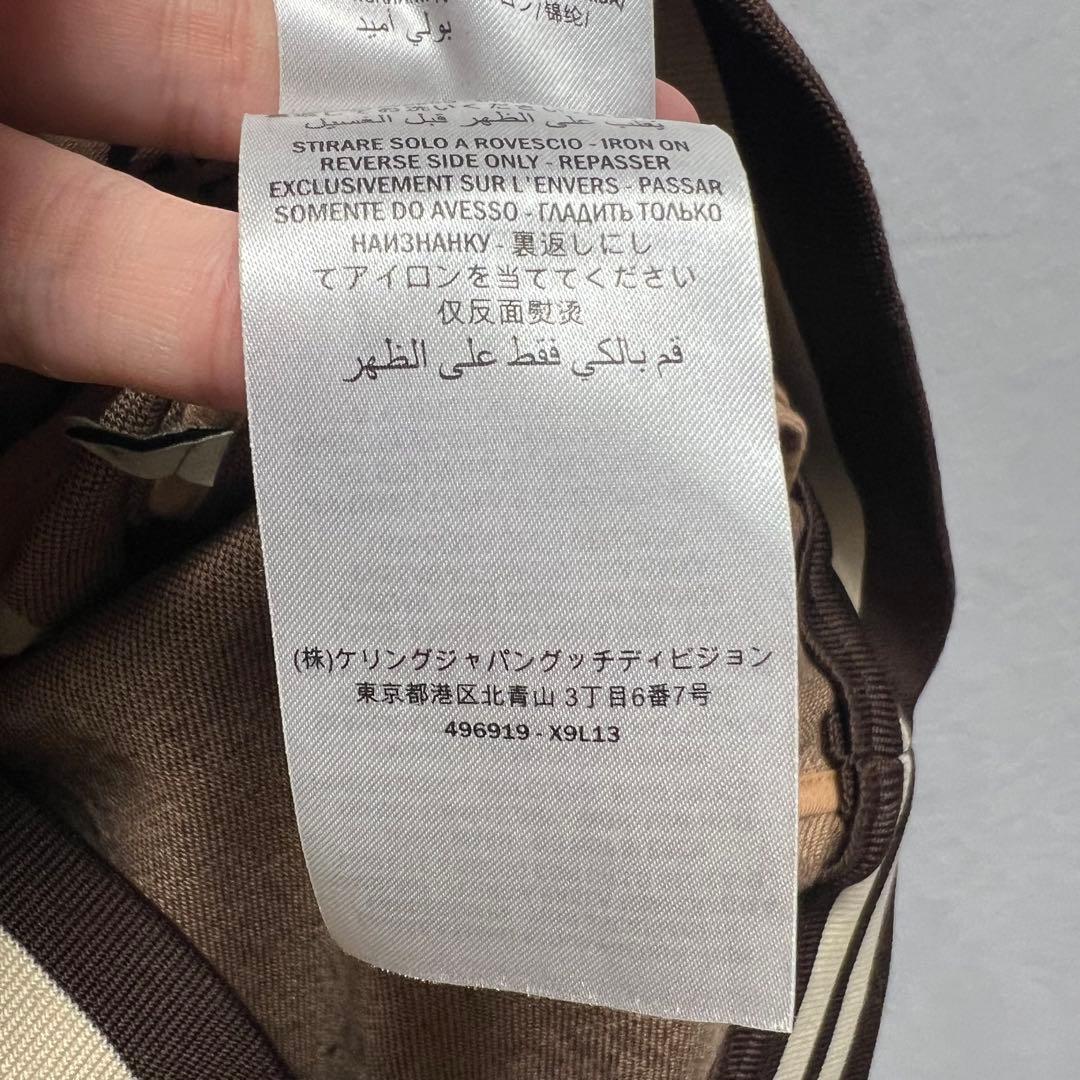 ン/锦纶/
بولي أميد
يقلب على الظهر قبل الغسيل
STIRARE SOLO A ROVESCIO - IRON ON
REVERSE SIDE ONLY - REPASSER
EXCLUSIVEMENT SUR L'ENVERS - PASSAR
SOMENTE DO AVESSO - ГЛАДИТЬ ТОЛЬКО
НАИЗНАНКУ - 裏返しにし
てアイロンを当ててください
仅反面熨烫
قم بالكي فقط على الظهر
(株)ケリングジャパングッチディビジョン
東京都港区北青山 3丁目6番7号
496919 - X9L13